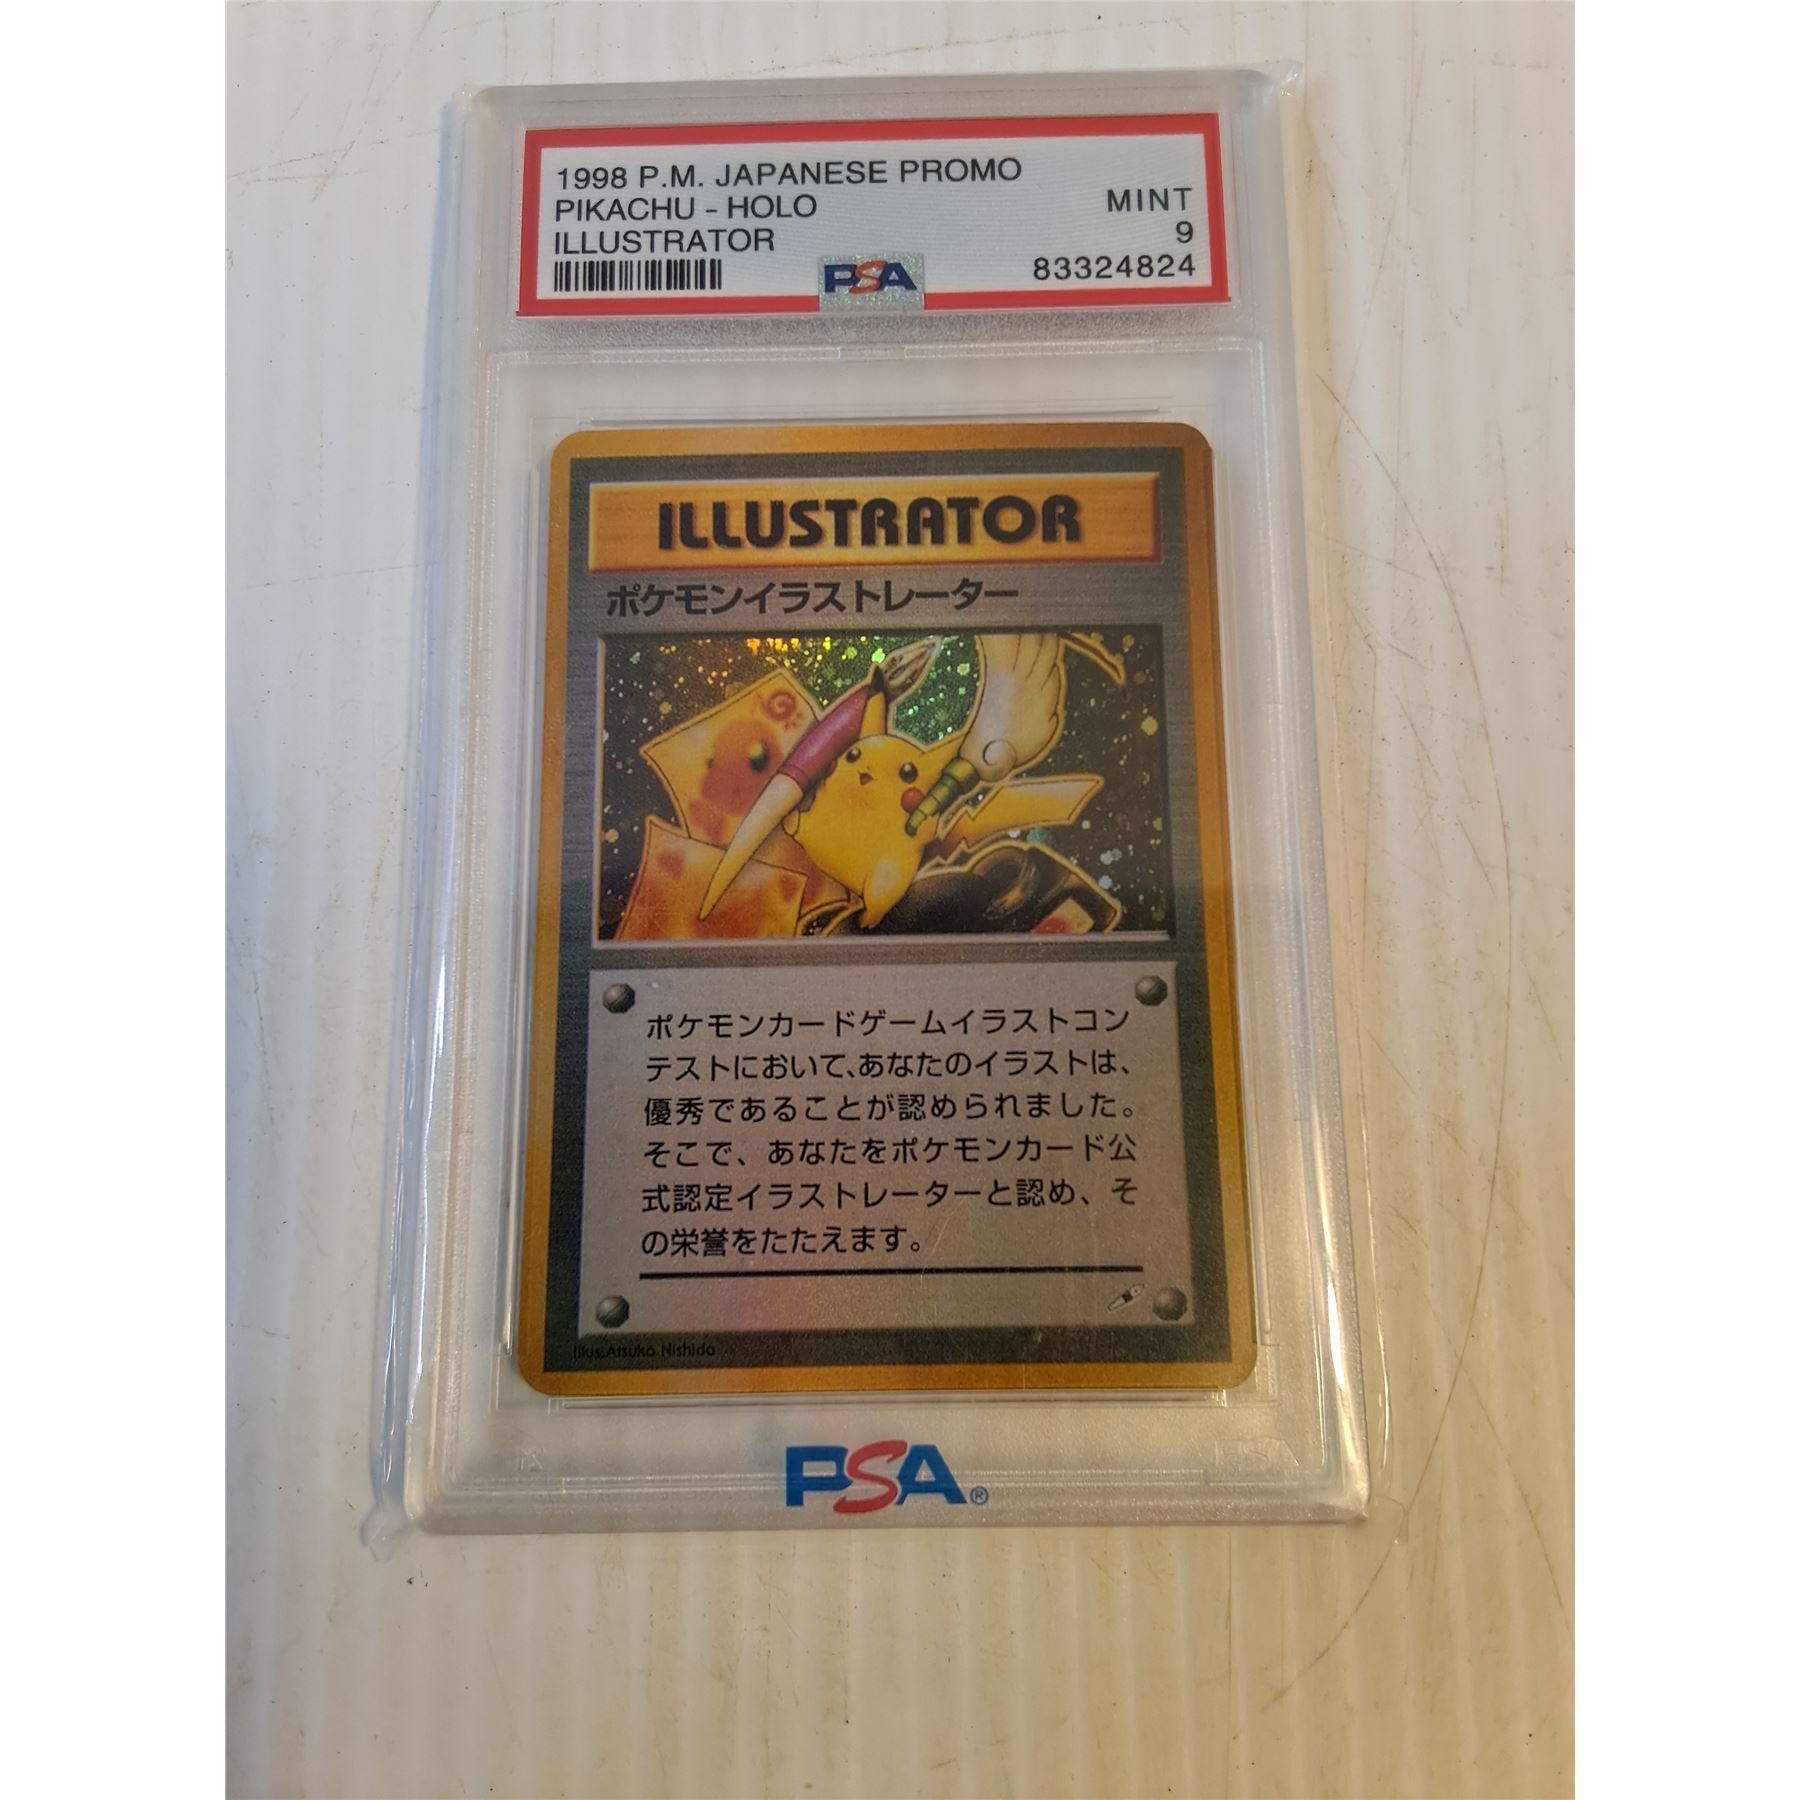 1998 P.M. JAPANESE PROMO
PIKACHU - HOLO
MINT
ILLUSTRATOR
9
PSA
83324824
ILLUSTRATOR
ポケモンイラストレーター
ポケモンカードゲームイラストコン
テストにおいて、あなたのイラストは、
優秀であることが認められました。
そこで、あなたをポケモンカード公
式認定イラストレーターと認め、そ
の栄誉をたたえます。
Illus. Atsuko Nishida
PSA®
PSA